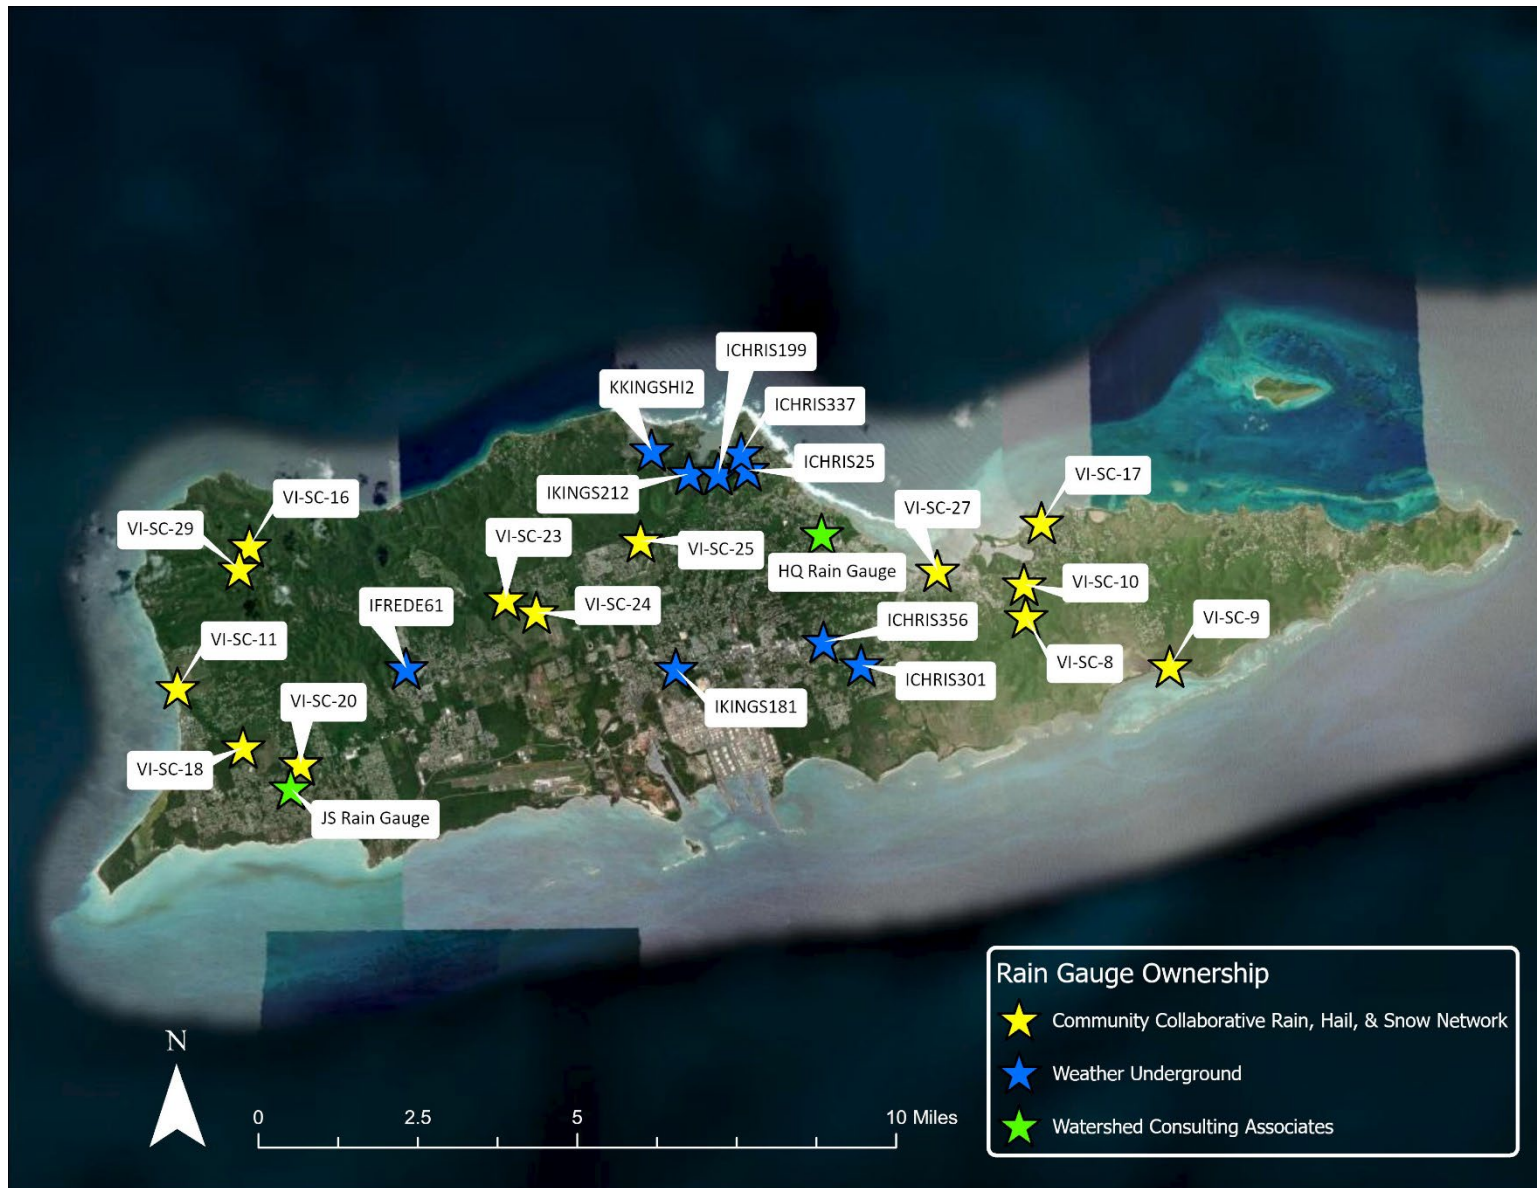 ICHRIS199
KKINGSHI2
ICHRIS337
ICHRIS25
IKINGS212
VI-SC-17
VI-SC-16
VI-SC-27
VI-SC-29
VI-SC-23
VI-SC-25
HQ Rain Gauge
VI-SC-10
IFREDE61
VI-SC-24
ICHRIS356
VI-SC-9
VI-SC-11
VI-SC-8
ICHRIS301
VI-SC-20
IKINGS181
VI-SC-18
JS Rain Gauge
Rain Gauge Ownership
Community Collaborative Rain, Hail, & Snow Network
Weather Underground
Watershed Consulting Associates
N
0 2.5 5 10 Miles